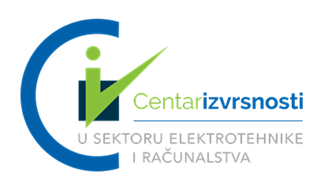 Centarizvrsnosti
U SEKTORU ELEKTROTEHNIKE
I RAČUNALSTVA